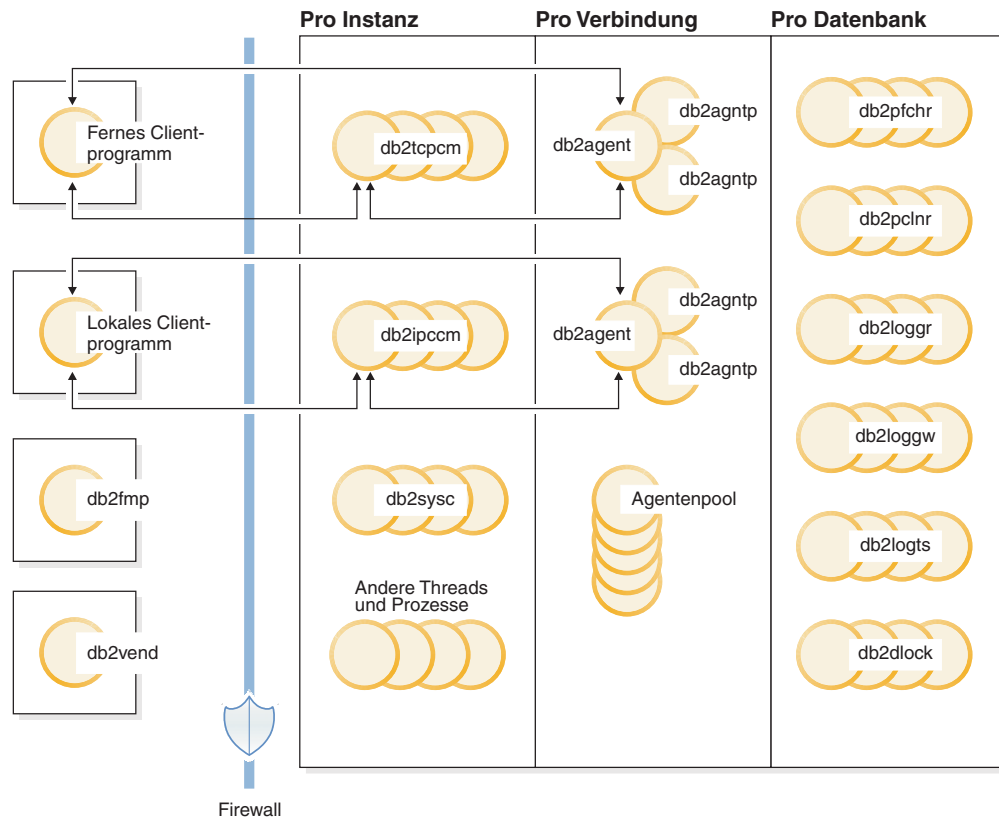 Pro Instanz
Pro Verbindung
Pro Datenbank
Fernes Client-
programm
db2tcpcm
db2agent
db2agntp
db2agntp
db2pfchr
db2pclnr
Lokales Client-
programm
db2ipccm
db2agent
db2agntp
db2agntp
db2loggr
db2loggw
db2fmp
db2sysc
Agentenpool
db2logts
db2vend
Andere Threads
und Prozesse
db2dlock
Firewall